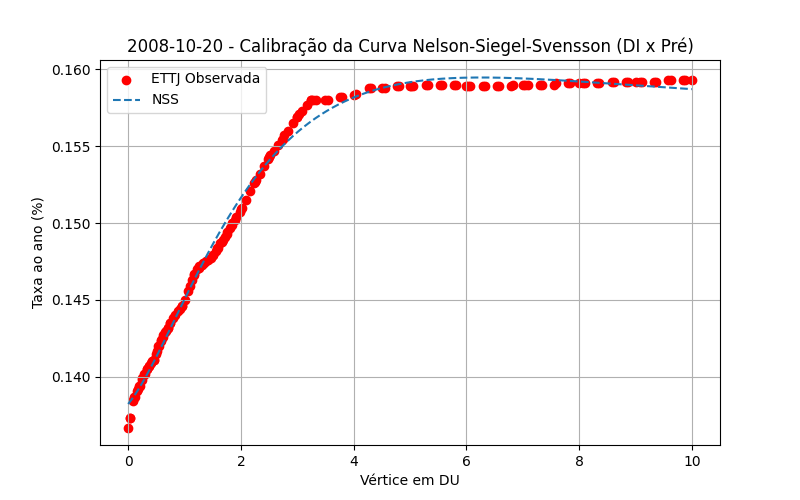 2008-10-20 - Calibração da Curva Nelson-Siegel-Svensson (DI x Pré)
ETTJ Observada
NSS
Taxa ao ano (%)
0.160
0.155
0.150
0.145
0.140
0 2 4 6 8 10
Vértice em DU